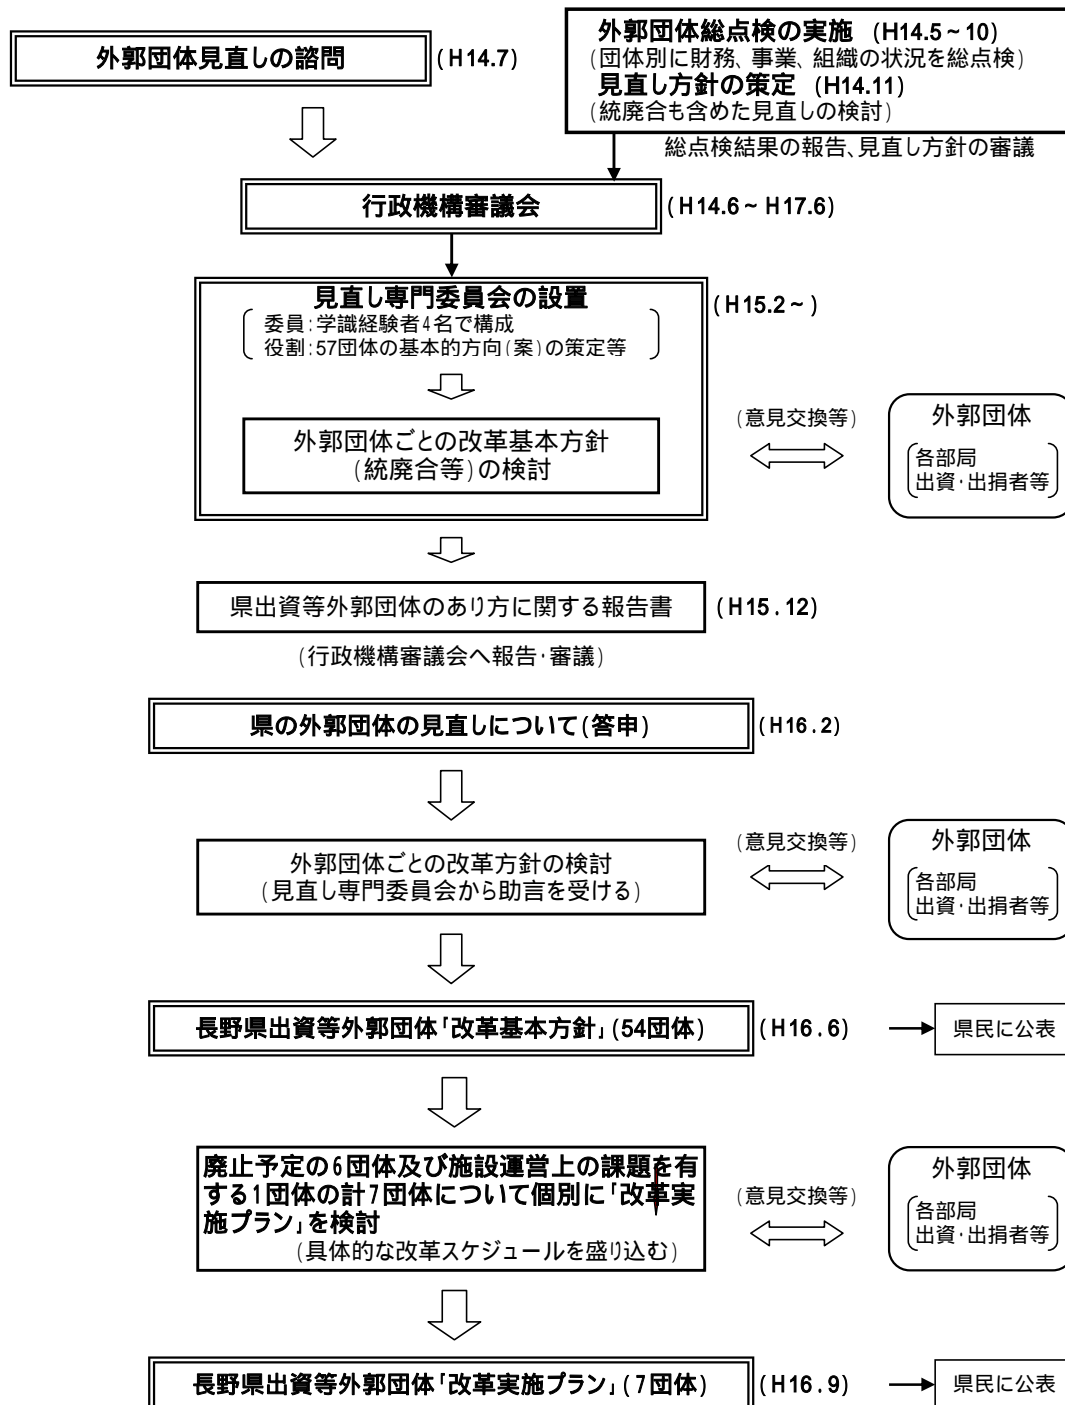 外郭団体見直しの諮問 (H14.7)
外郭団体総点検の実施 (H14.5~10)
(団体別に財務、事業、組織の状況を総点検)
見直し方針の策定 (H14.11)
(統廃合も含めた見直しの検討)
総点検結果の報告、見直し方針の審議
行政機構審議会 (H14.6~H17.6)
見直し専門委員会の設置 (H15.2~)
委員:学識経験者4名で構成
役割:57団体の基本的方向(案)の策定等
外郭団体ごとの改革基本方針
(統廃合等)の検討
(意見交換等)
外郭団体
各部局
出資・出捐者等
県出資等外郭団体のあり方に関する報告書 (H15.12)
(行政機構審議会へ報告・審議)
県の外郭団体の見直しについて(答申) (H16.2)
外郭団体ごとの改革方針の検討
(見直し専門委員会から助言を受ける)
(意見交換等)
外郭団体
各部局
出資・出捐者等
長野県出資等外郭団体「改革基本方針」(54団体) (H16.6) 県民に公表
廃止予定の6団体及び施設運営上の課題を有
する1団体の計7団体について個別に「改革実
施プラン」を検討
(具体的な改革スケジュールを盛り込む)
(意見交換等)
外郭団体
各部局
出資・出捐者等
長野県出資等外郭団体「改革実施プラン」(7団体) (H16.9) 県民に公表